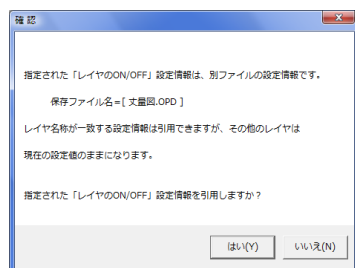 確認
指定された「レイヤのON/OFF」設定情報は、別ファイルの設定情報です。
保存ファイル名=[ 丈量図.OPD ]
レイヤ名称が一致する設定情報は引用できますが、その他のレイヤは
現在の設定値のままになります。
指定された「レイヤのON/OFF」設定情報を引用しますか?
はい(Y)
いいえ(N)